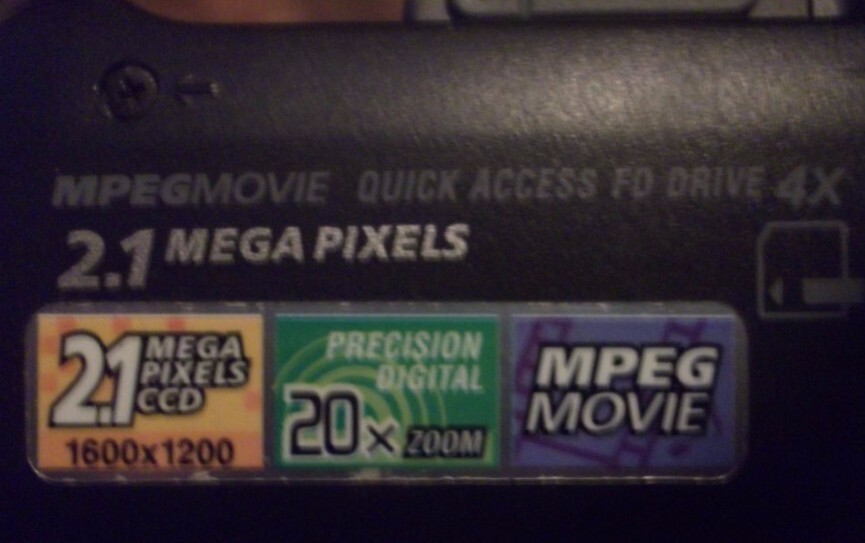 1
MPEGMOVIE QUICK ACCESS FD DRIVE 4X
2.1 MEGA PIXELS
2.1 MEGA PIXELS CCD
1600x1200
PRECISION
DIGITAL
20x ZOOM
MPEG
MOVIE